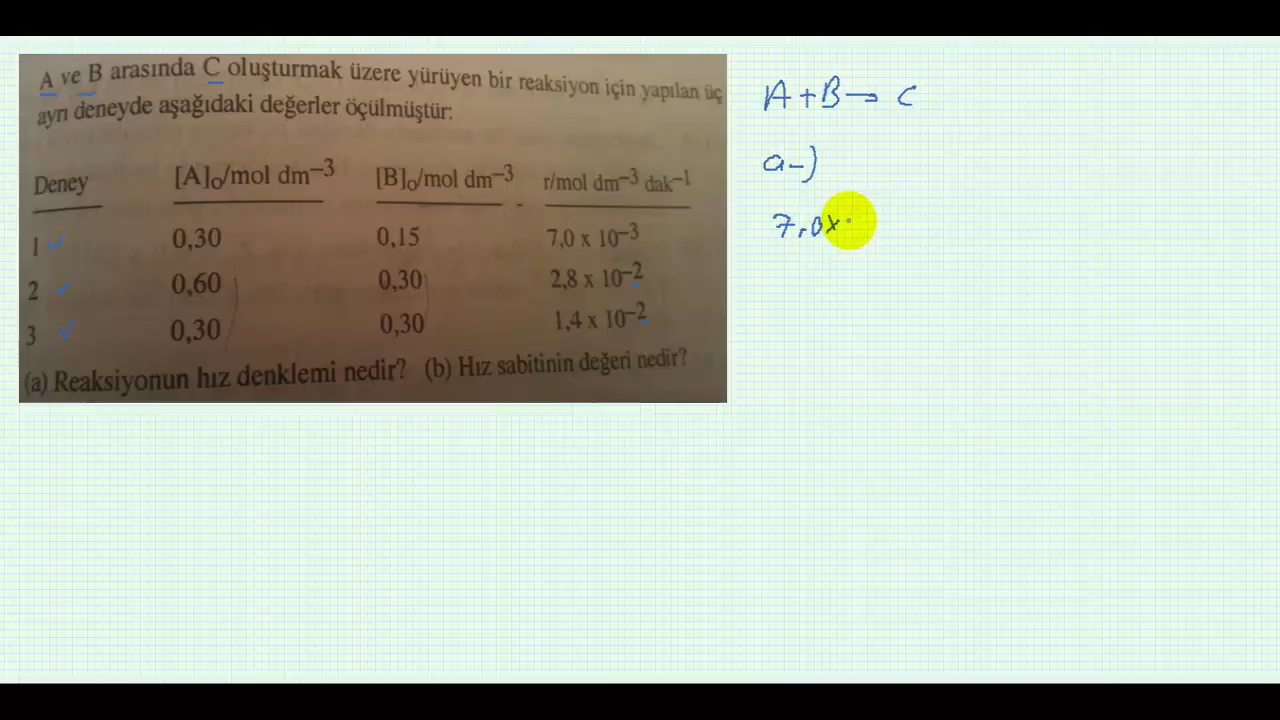 A ve B arasında C oluşturmak üzere yürüyen bir reaksiyon için yapılan üç
ayrı deneyde aşağıdaki değerler öçülmüştür:
Deney [A]₀/mol dm⁻³ [B]₀/mol dm⁻³ r/mol dm⁻³ dak⁻¹
1 0,30 0,15 7,0 x 10⁻³
2 0,60 0,30 2,8 x 10⁻²
3 0,30 0,30 1,4 x 10⁻²
(a) Reaksiyonun hız denklemi nedir? (b) Hız sabitinin değeri nedir?
A + B → C
a-)
7,0x